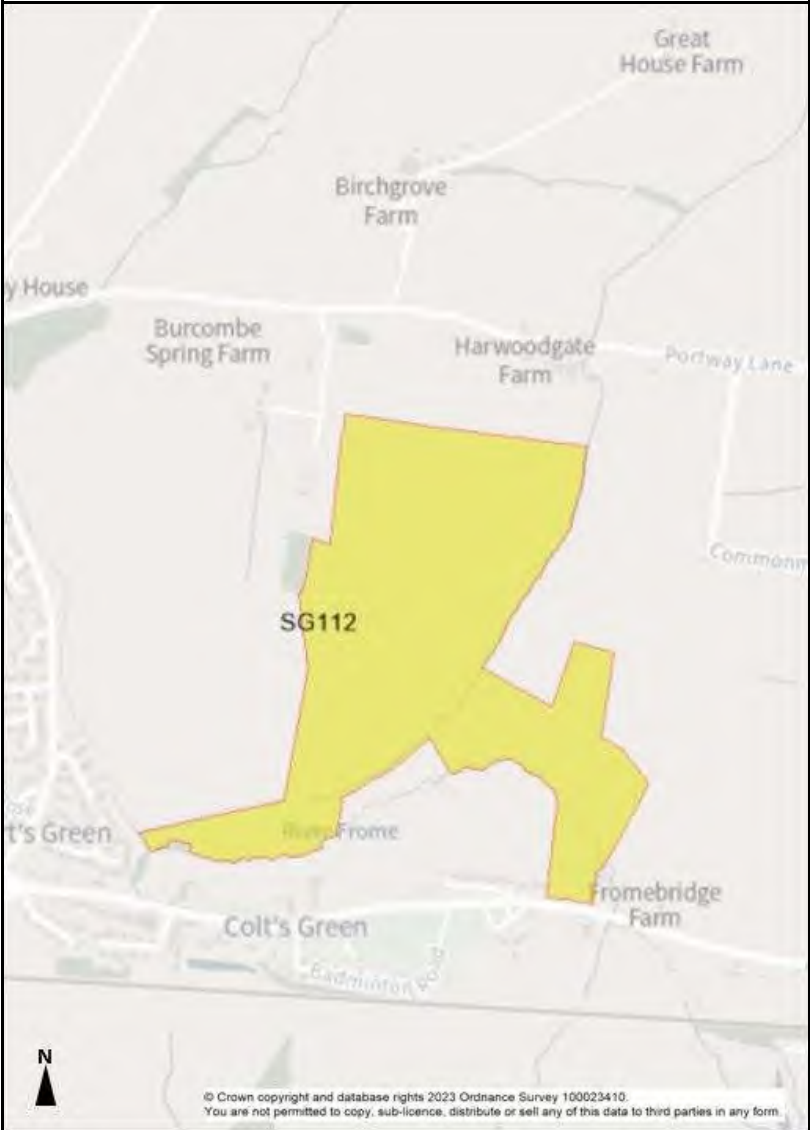 Great
House Farm
Birchgrove
Farm
y House
Burcombe
Spring Farm
Harwoodgate
Farm
Portway Lane
Commonm
SG112
River Frome
t's Green
Fromebridge
Farm
Colt's Green
Badminton Road
N
© Crown copyright and database rights 2023 Ordnance Survey 100023410.
You are not permitted to copy, sub-licence, distribute or sell any of this data to third parties in any form.